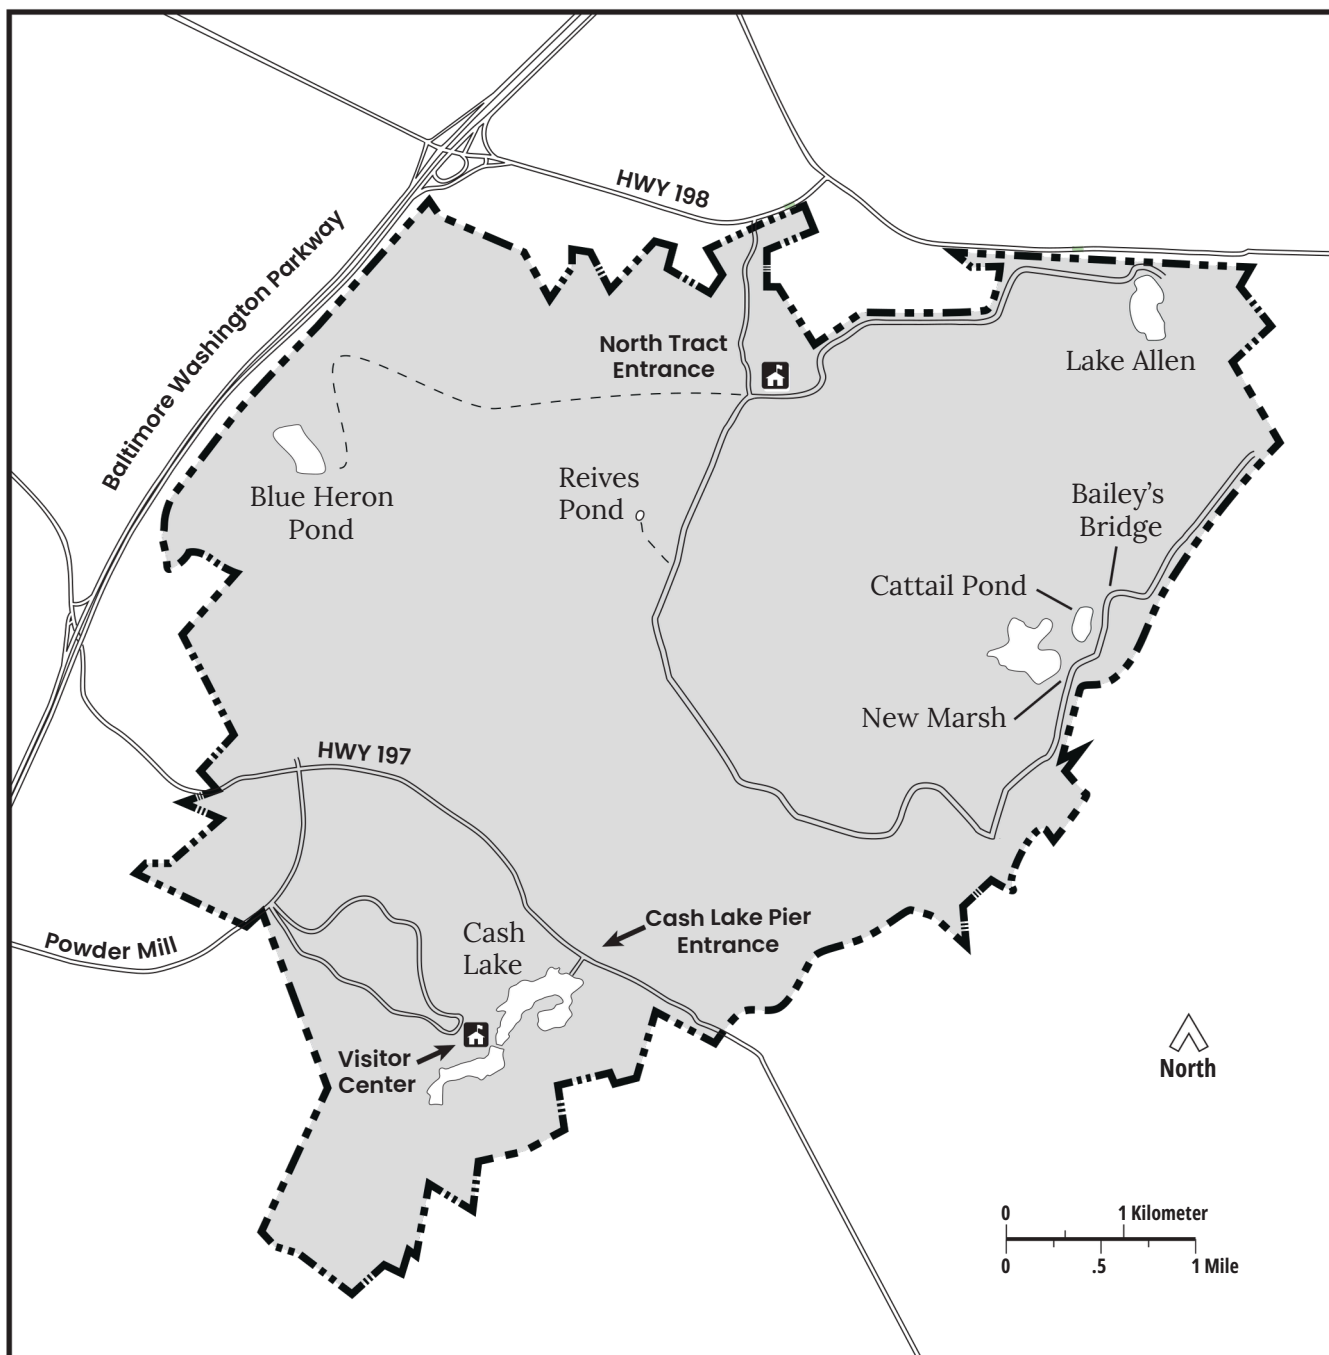 HWY 198
Baltimore Washington Parkway
North Tract
Entrance
Lake Allen
Reives
Pond
Blue Heron
Pond
Bailey’s
Bridge
Cattail Pond
New Marsh
HWY 197
Cash Lake Pier
Entrance
Cash
Lake
Powder Mill
Visitor
Center
North
0 1 Kilometer
0 .5 1 Mile